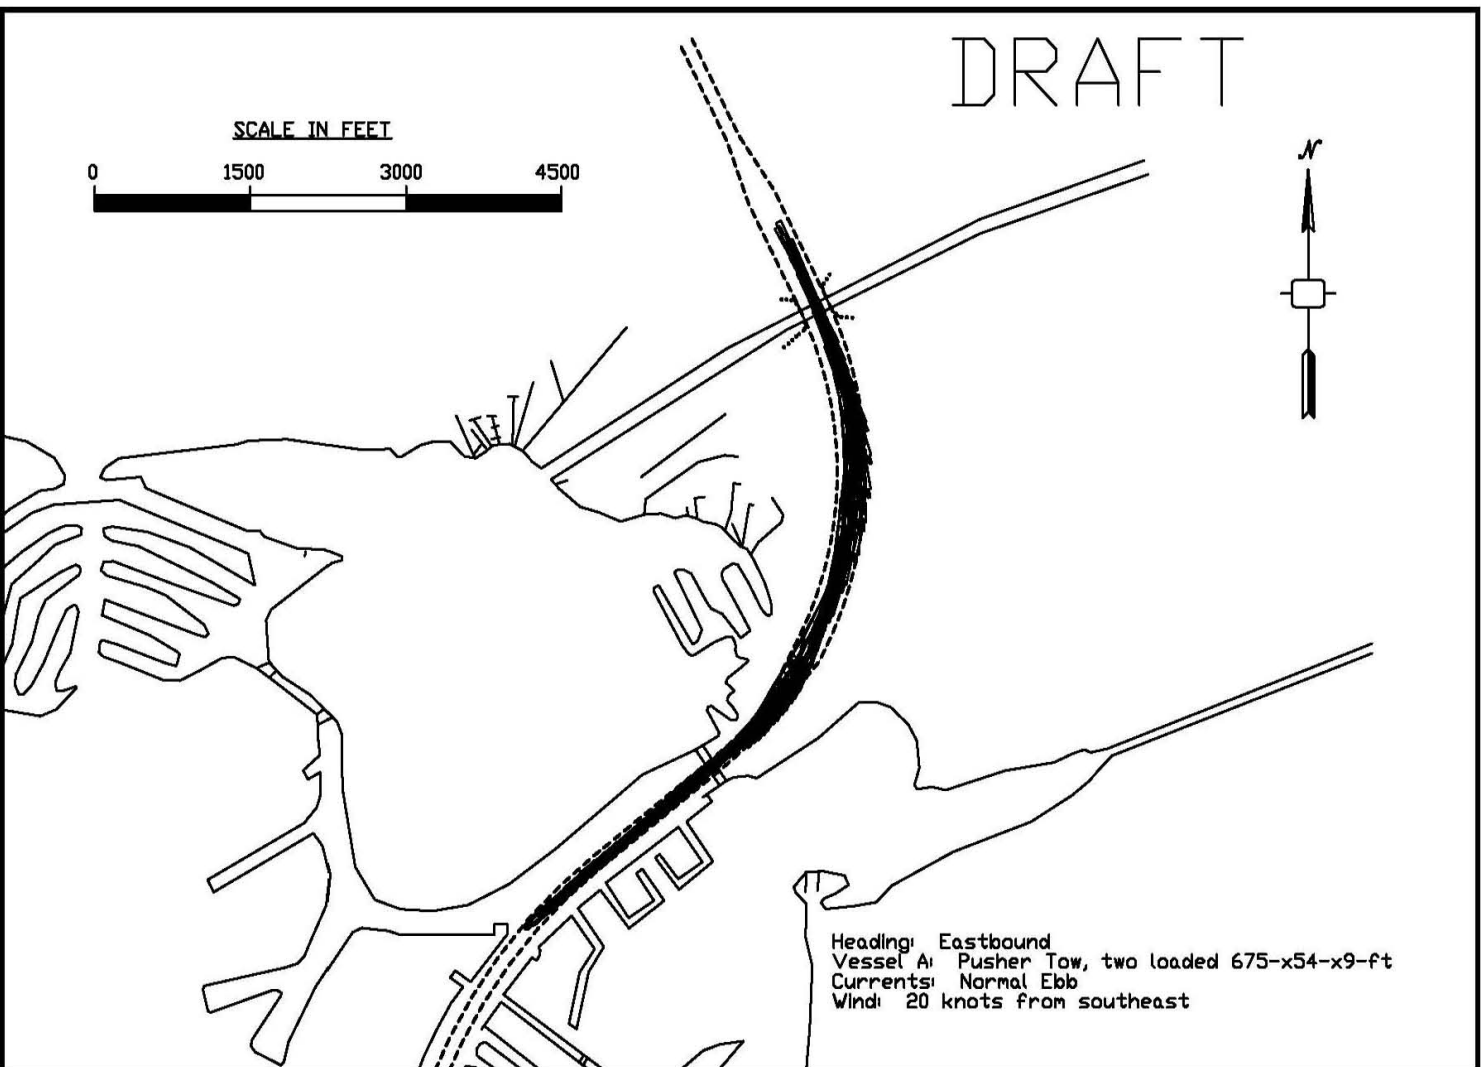 DRAFT
SCALE IN FEET
0 1500 3000 4500
N
Heading: Eastbound
Vessel A: Pusher Tow, two loaded 675-x54-x9-ft
Currents: Normal Ebb
Wind: 20 knots from southeast